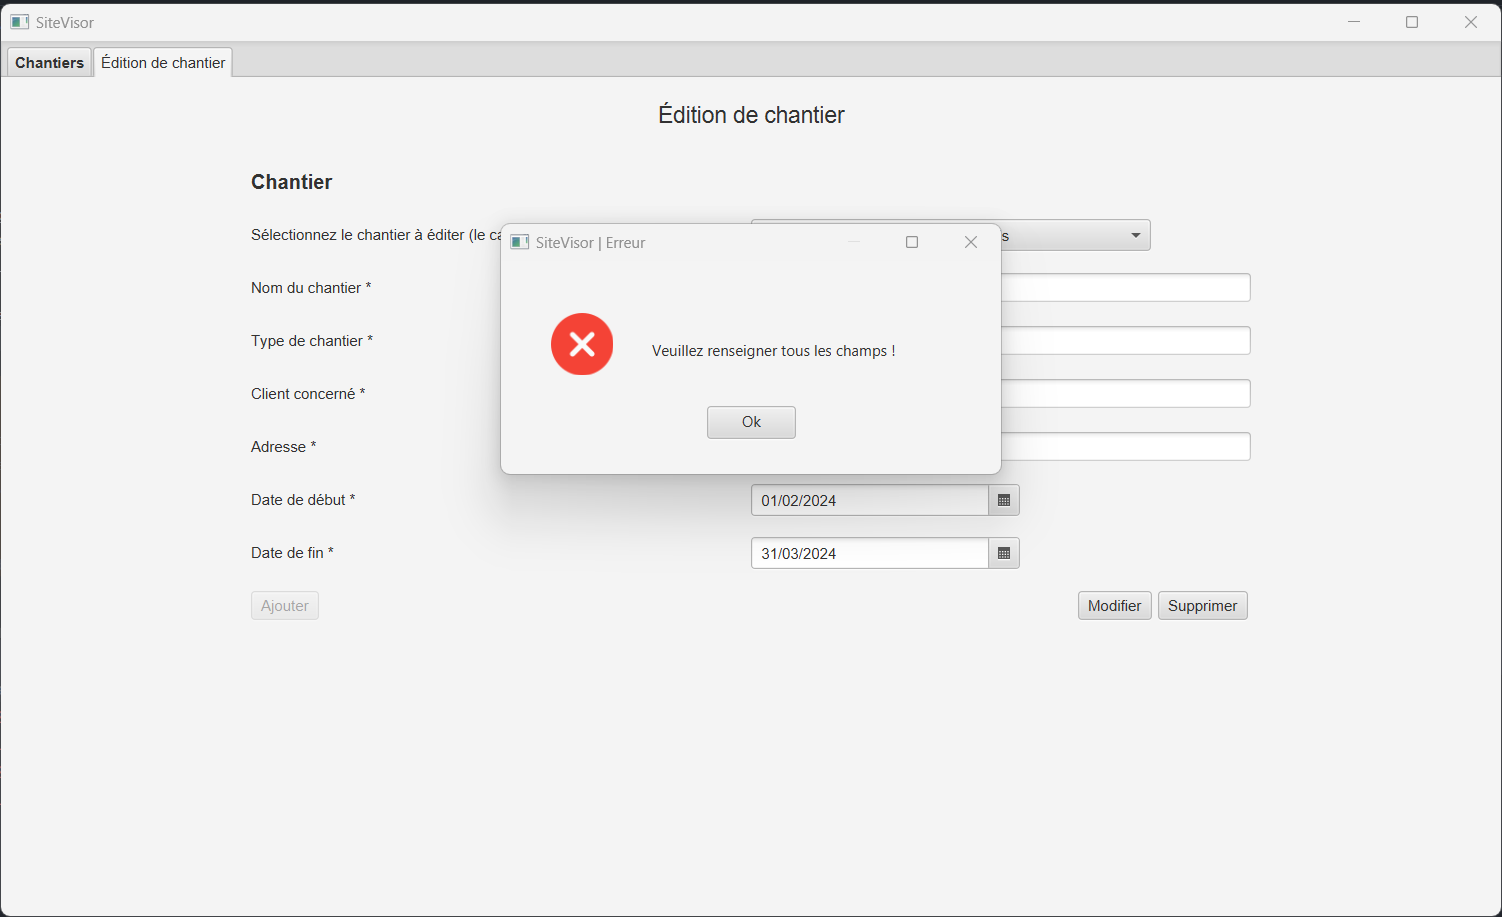 SiteVisor
Chantiers Édition de chantier
Édition de chantier
Chantier
Sélectionnez le chantier à éditer (le
SiteVisor | Erreur
Nom du chantier *
Type de chantier *
Veuillez renseigner tous les champs !
Client concerné *
Ok
Adresse *
Date de début * 01/02/2024
Date de fin * 31/03/2024
Ajouter Modifier Supprimer